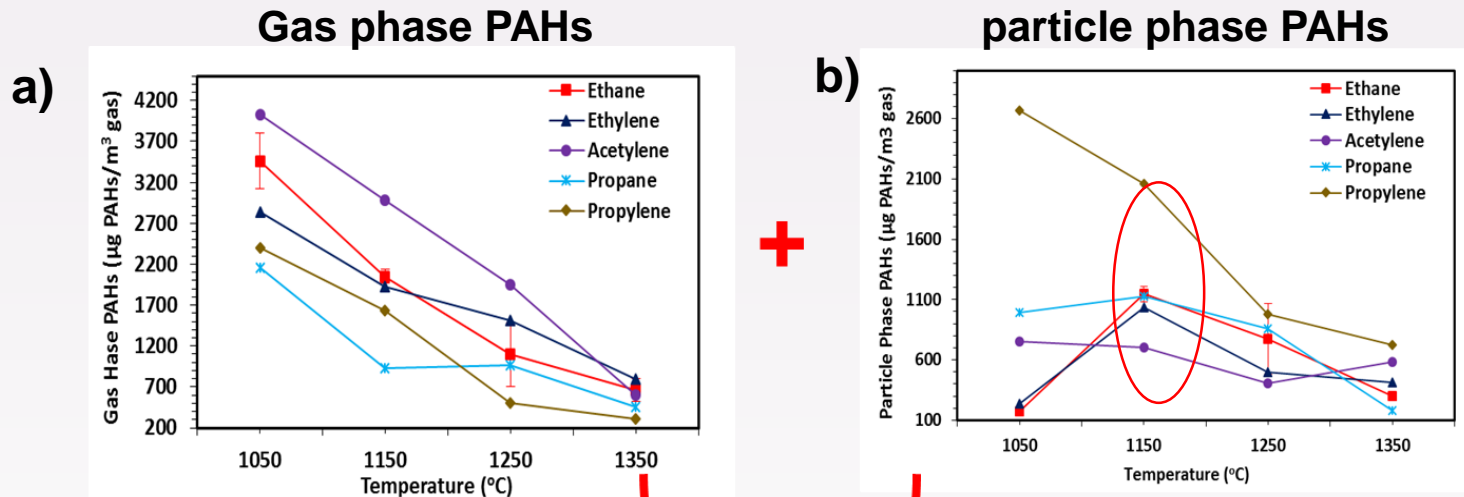 Gas phase PAHs
particle phase PAHs
a)
Gas Hase PAHs (µg PAHs/m³ gas)
4200
3700
3200
2700
2200
1700
1200
700
200
1050 1150 1250 1350
Temperature (ºC)
Ethane
Ethylene
Acetylene
Propane
Propylene
+
b)
Particle Phase PAHs (µg PAHs/m3 gas)
2600
2100
1600
1100
600
100
1050 1150 1250 1350
Temperature (ºC)
Ethane
Ethylene
Acetylene
Propane
Propylene